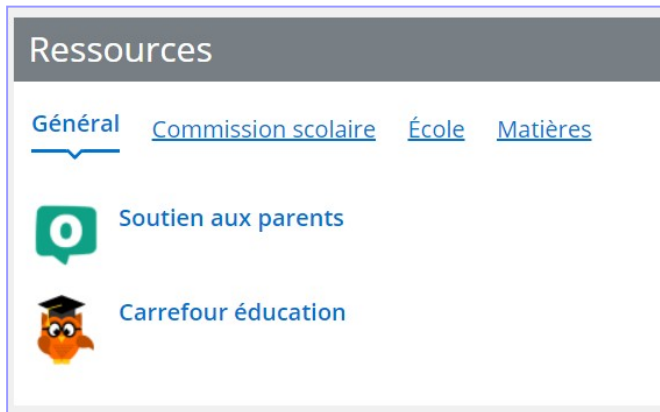 Ressources
Général Commission scolaire École Matières
O
Soutien aux parents
Carrefour éducation